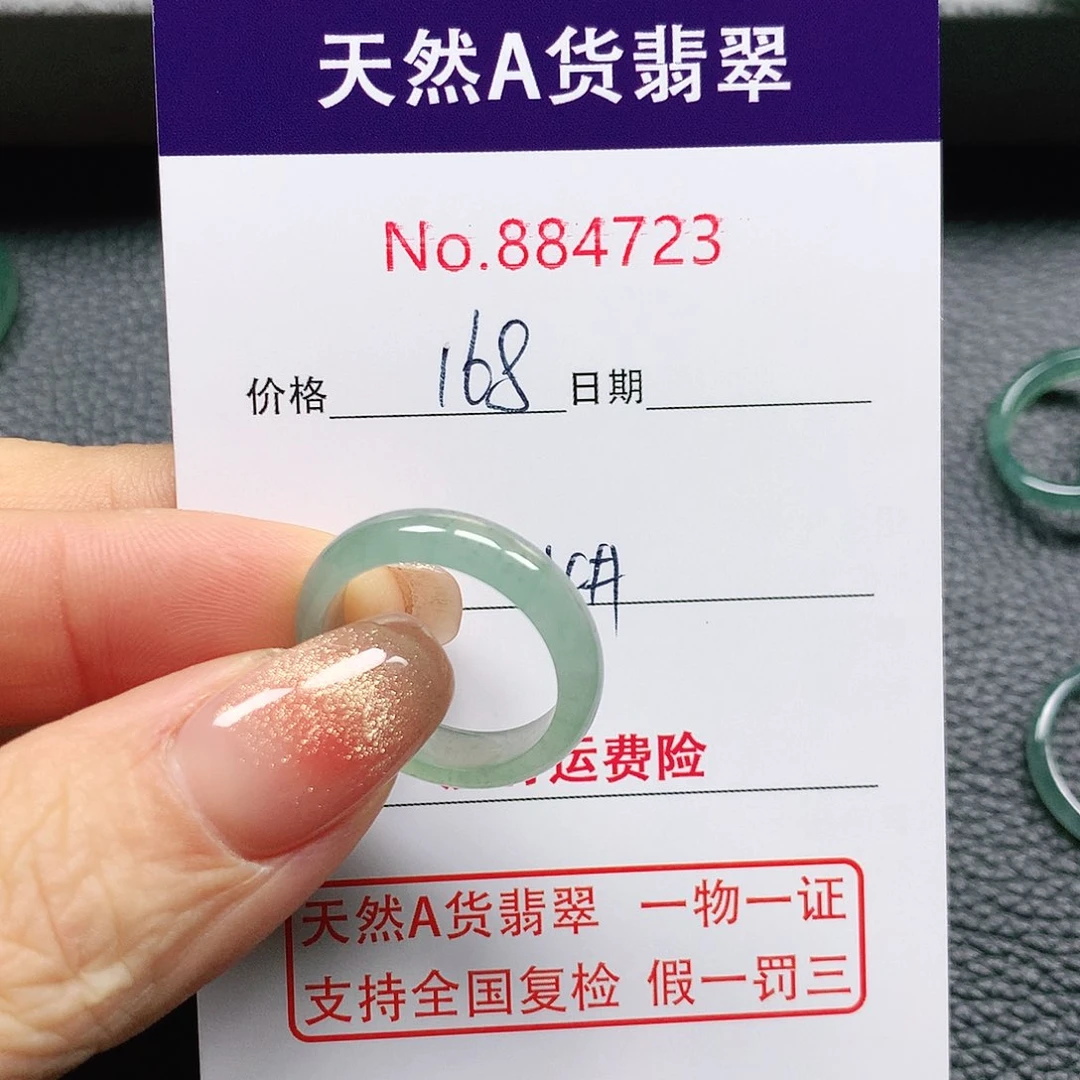 天然A货翡翠
No.884723
价格 168 日期
运费险
天然A货翡翠 一物一证
支持全国复检 假一罚三